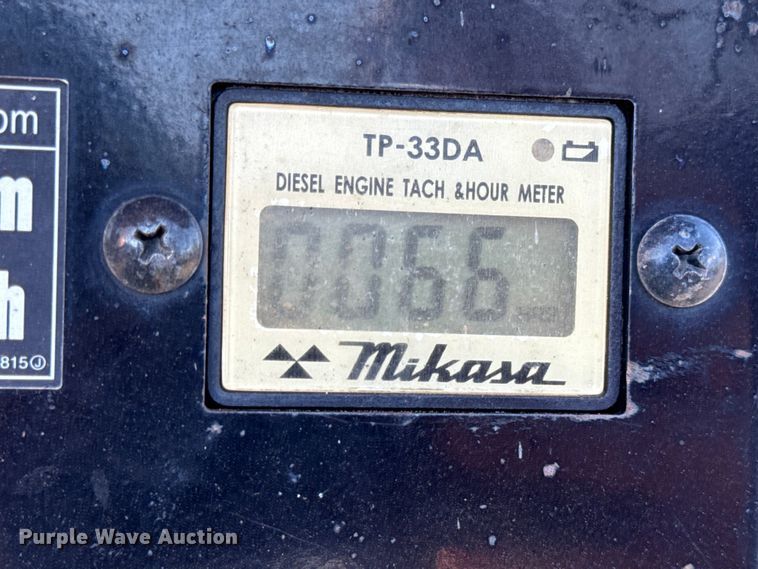 TP-33DA
DIESEL ENGINE TACH &HOUR METER
0066
Mikasa
om
m
h
815 J
Purple Wave Auction